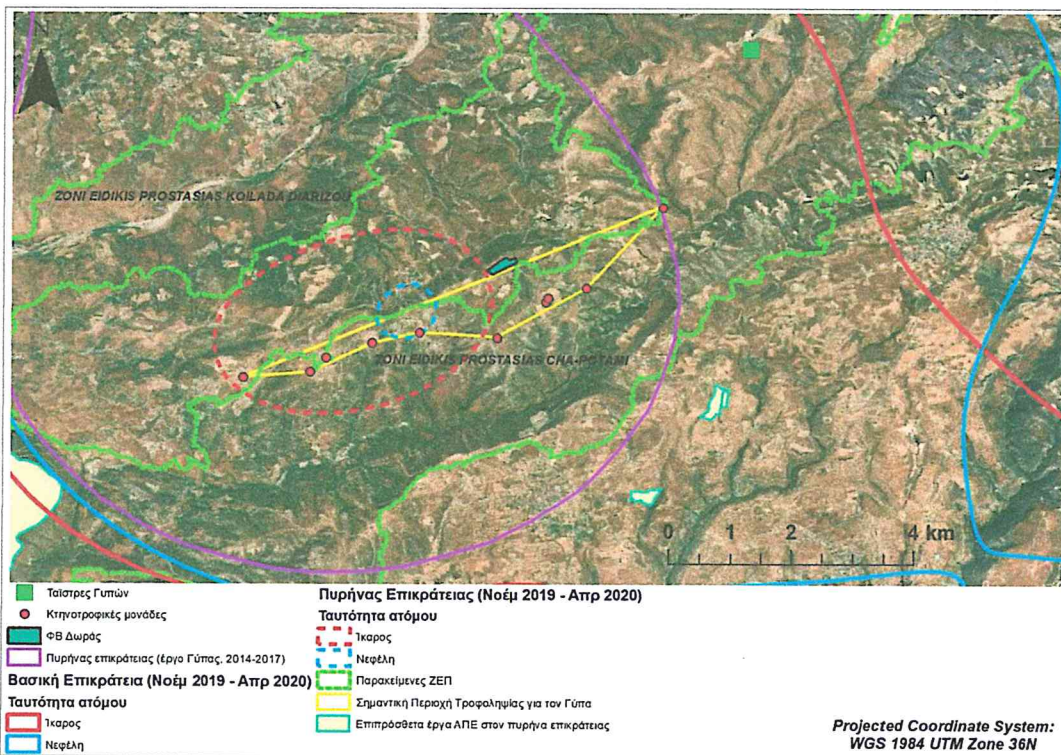 ZONI EIDIKIS PROSTASIAS KOILADA DIARIZOU
ZONI EIDIKIS PROSTASIAS CHA-POTAMI
0 1 2 4 km
Ταΐστρες Γυπών
Κτηνοτροφικές μονάδες
ΦΒ Δωράς
Πυρήνας επικράτειας (έργο Γύπας, 2014-2017)
Βασική Επικράτεια (Νοέμ 2019 - Απρ 2020)
Ταυτότητα ατόμου
Ίκαρος
Νεφέλη
Πυρήνας Επικράτειας (Νοέμ 2019 - Απρ 2020)
Ταυτότητα ατόμου
Ίκαρος
Νεφέλη
Παρακείμενες ΖΕΠ
Σημαντική Περιοχή Τροφοληψίας για τον Γύπα
Επιπρόσθετα έργα ΑΠΕ στον πυρήνα επικράτειας
Projected Coordinate System:
WGS 1984 UTM Zone 36N